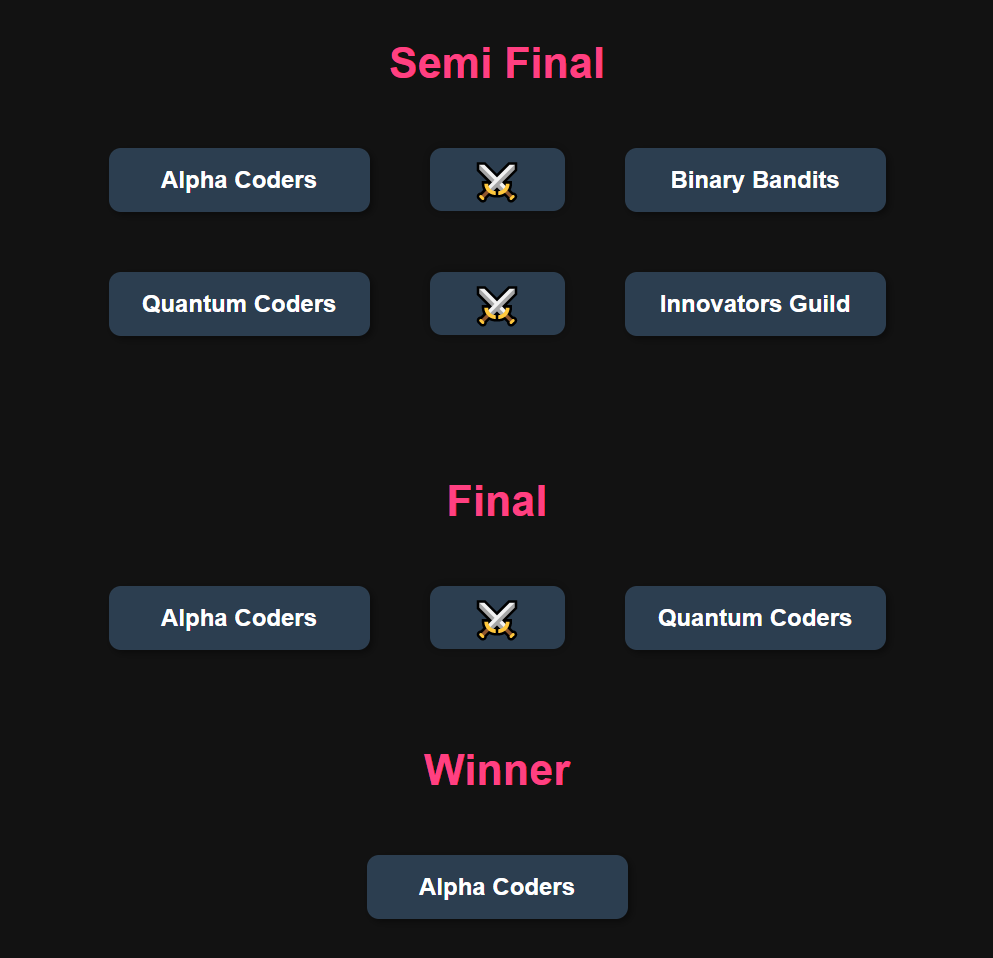 Semi Final
Alpha Coders ⚔️ Binary Bandits
Quantum Coders ⚔️ Innovators Guild
Final
Alpha Coders ⚔️ Quantum Coders
Winner
Alpha Coders